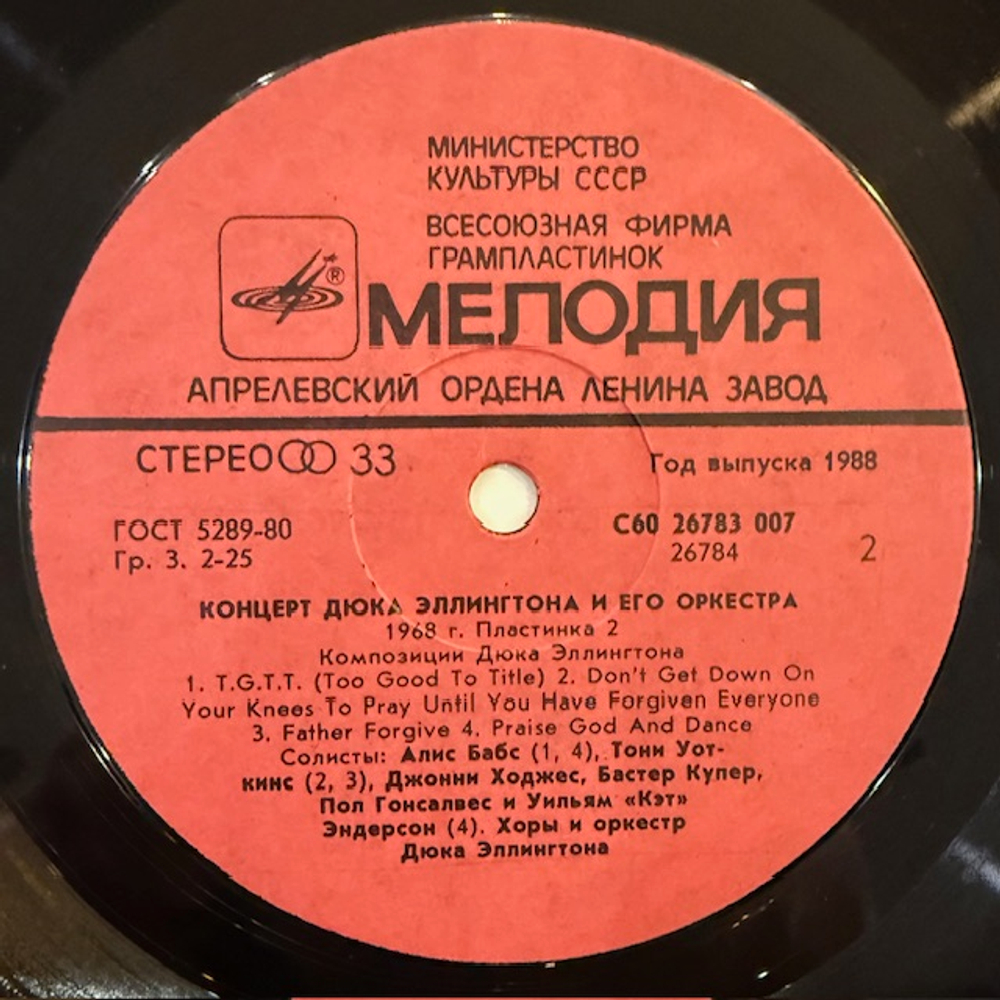 МИНИСТЕРСТВО
КУЛЬТУРЫ СССР
ВСЕСОЮЗНАЯ ФИРМА
ГРАМПЛАСТИНОК
®
МЕЛОДИЯ
АПРЕЛЕВСКИЙ ОРДЕНА ЛЕНИНА ЗАВОД
СТЕРЕО 33
Год выпуска 1988
ГОСТ 5289-80
Гр. 3. 2-25
С60 26783 007
26784
2
КОНЦЕРТ ДЮКА ЭЛЛИНГТОНА И ЕГО ОРКЕСТРА
1968 г. Пластинка 2
Композиции Дюка Эллингтона
1. T.G.T.T. (Too Good To Title) 2. Don't Get Down On
Your Knees To Pray Until You Have Forgiven Everyone
3. Father Forgive 4. Praise God And Dance
Солисты: Алис Бабс (1, 4), Тони Уот-
кинс (2, 3), Джонни Ходжес, Бастер Купер,
Пол Гонсалвес и Уильям «Кэт»
Эндерсон (4). Хоры и оркестр
Дюка Эллингтона